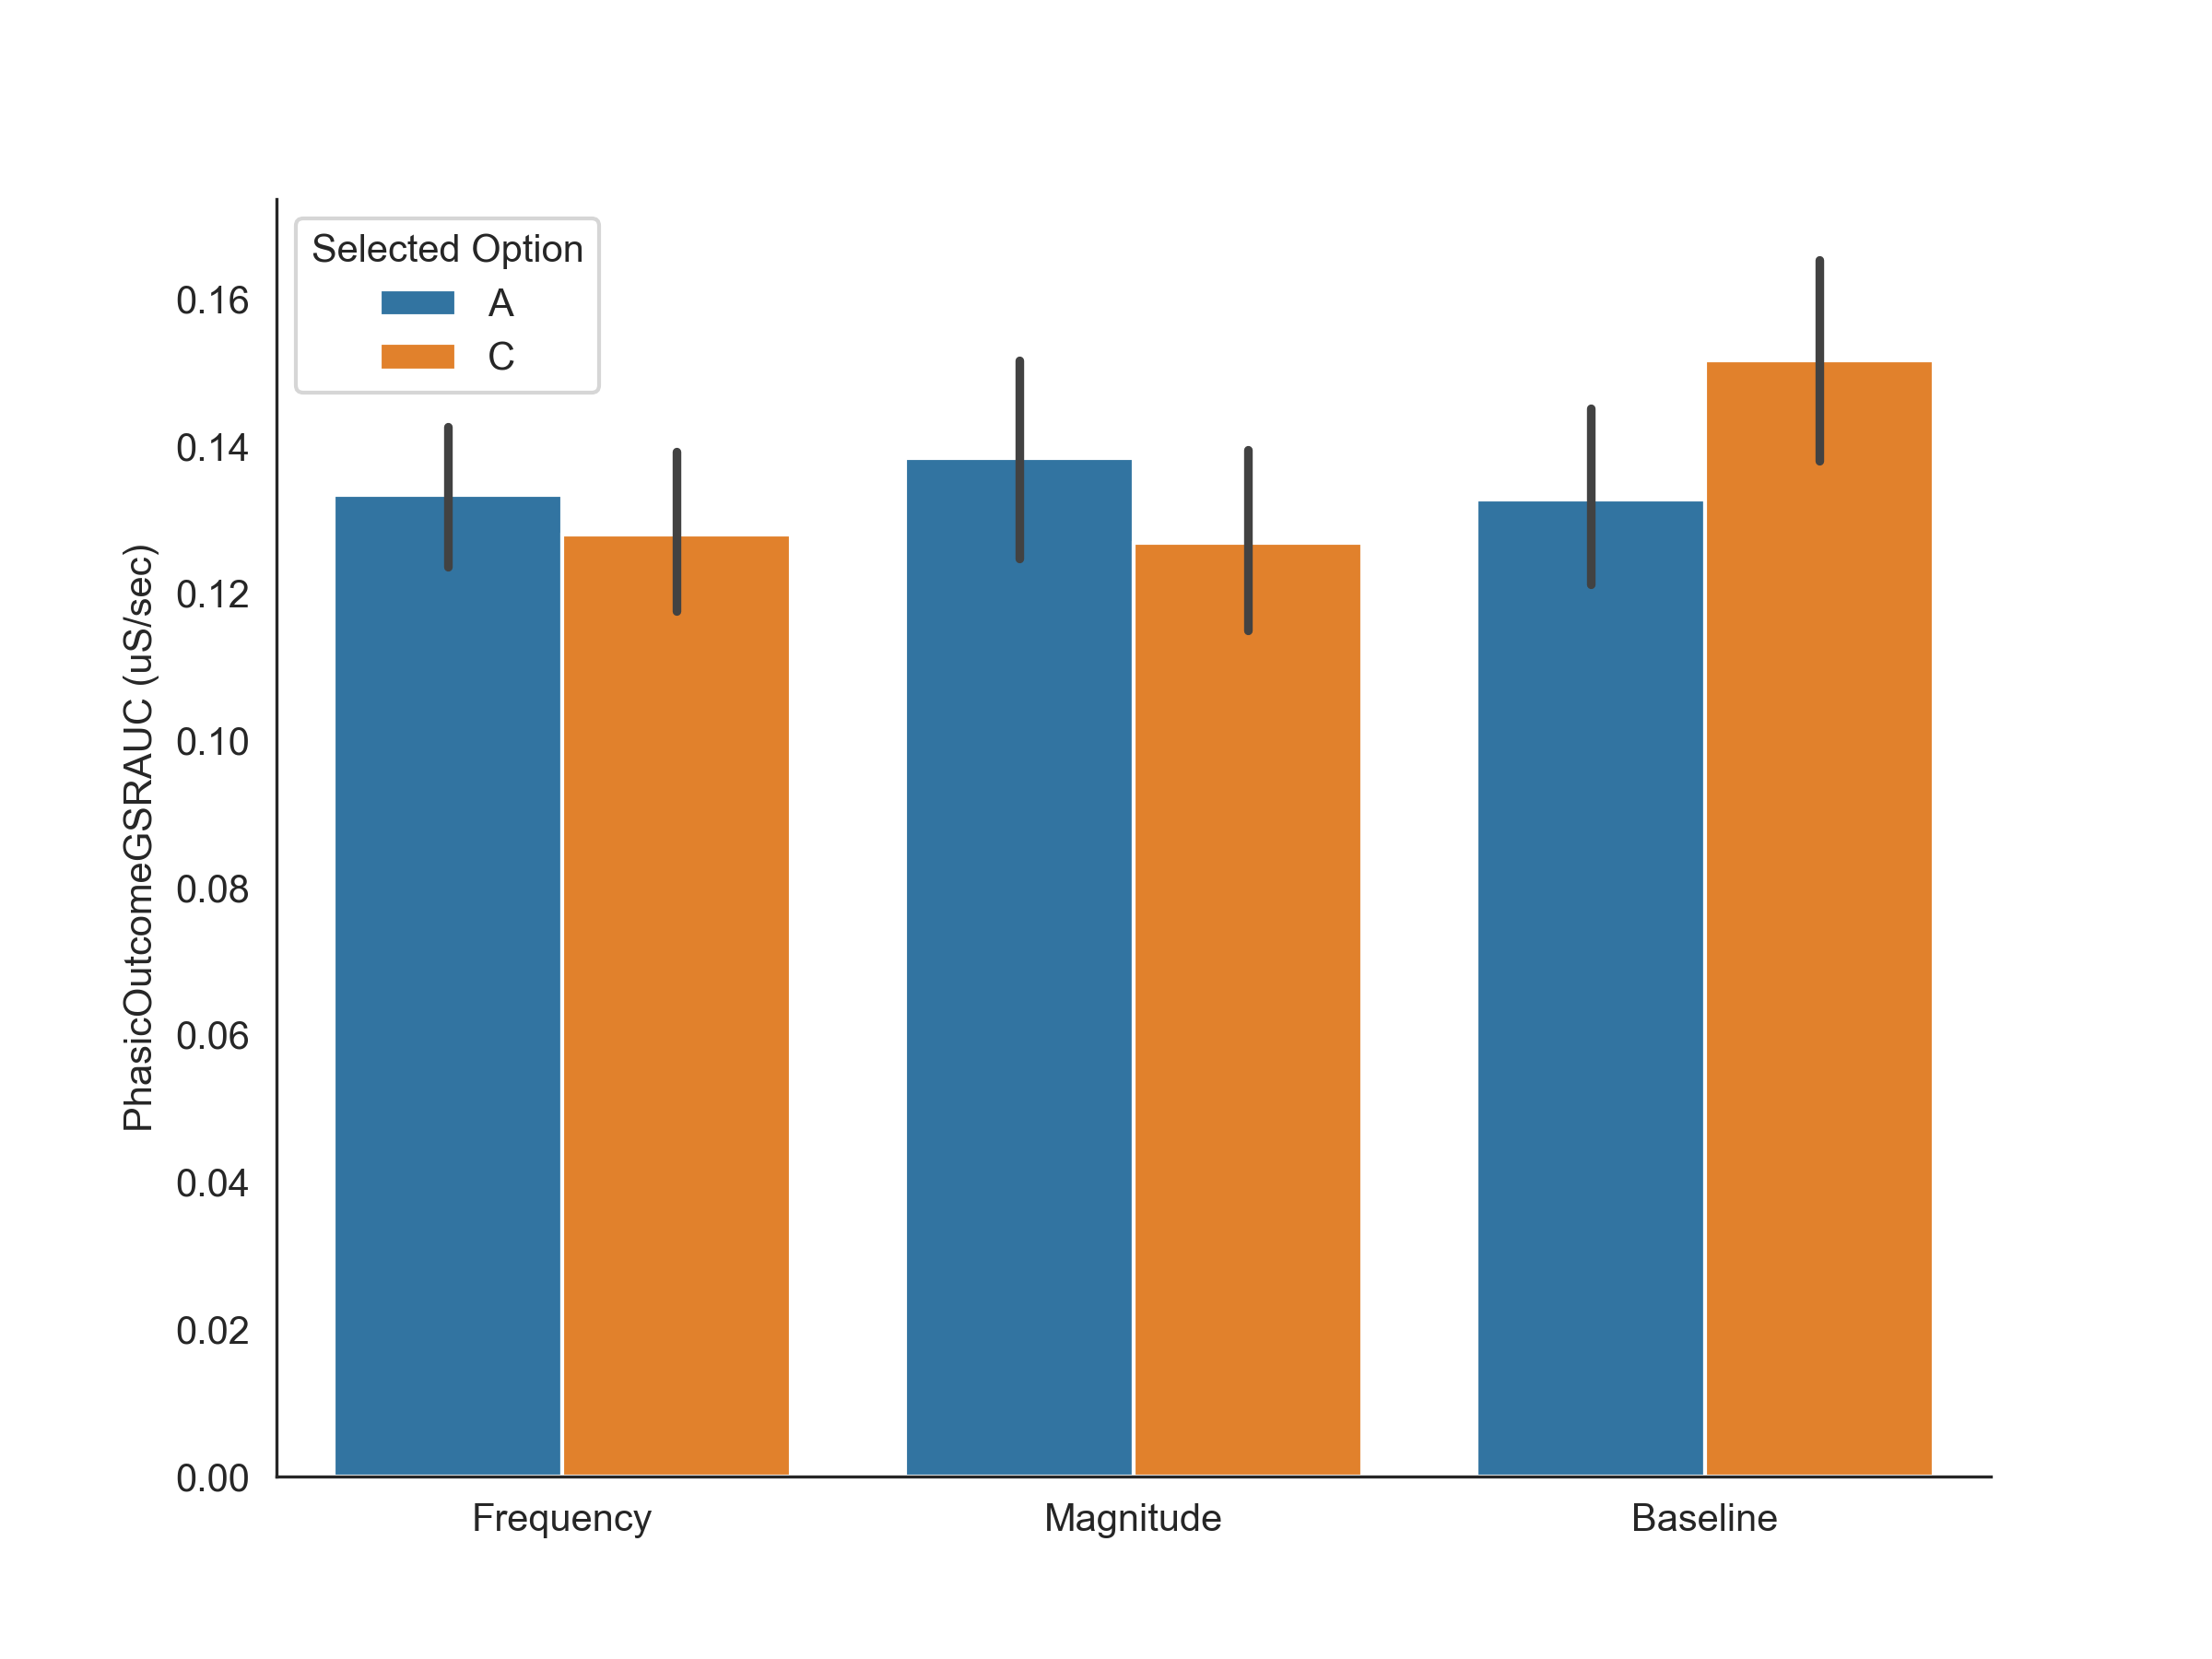 Selected Option
A
C
0.16
0.14
0.12
0.10
0.08
0.06
0.04
0.02
0.00
PhasicOutcomeGSRAUC (uS/sec)
Frequency
Magnitude
Baseline